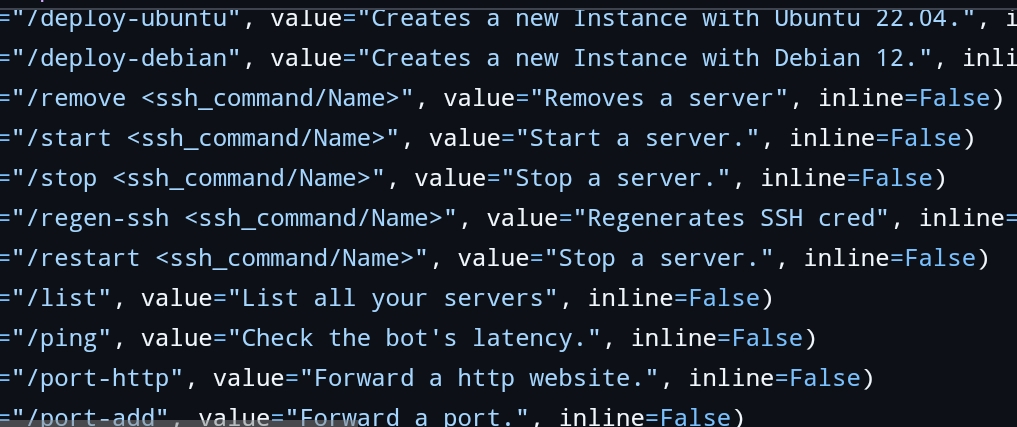 ="/deploy-ubuntu", value="Creates a new Instance with Ubuntu 22.04.", i
="/deploy-debian", value="Creates a new Instance with Debian 12.", inli
="/remove <ssh_command/Name>", value="Removes a server", inline=False)
="/start <ssh_command/Name>", value="Start a server.", inline=False)
="/stop <ssh_command/Name>", value="Stop a server.", inline=False)
="/regen-ssh <ssh_command/Name>", value="Regenerates SSH cred", inline=
="/restart <ssh_command/Name>", value="Stop a server.", inline=False)
="/list", value="List all your servers", inline=False)
="/ping", value="Check the bot's latency.", inline=False)
="/port-http", value="Forward a http website.", inline=False)
="/port-add", value="Forward a port.", inline=False)